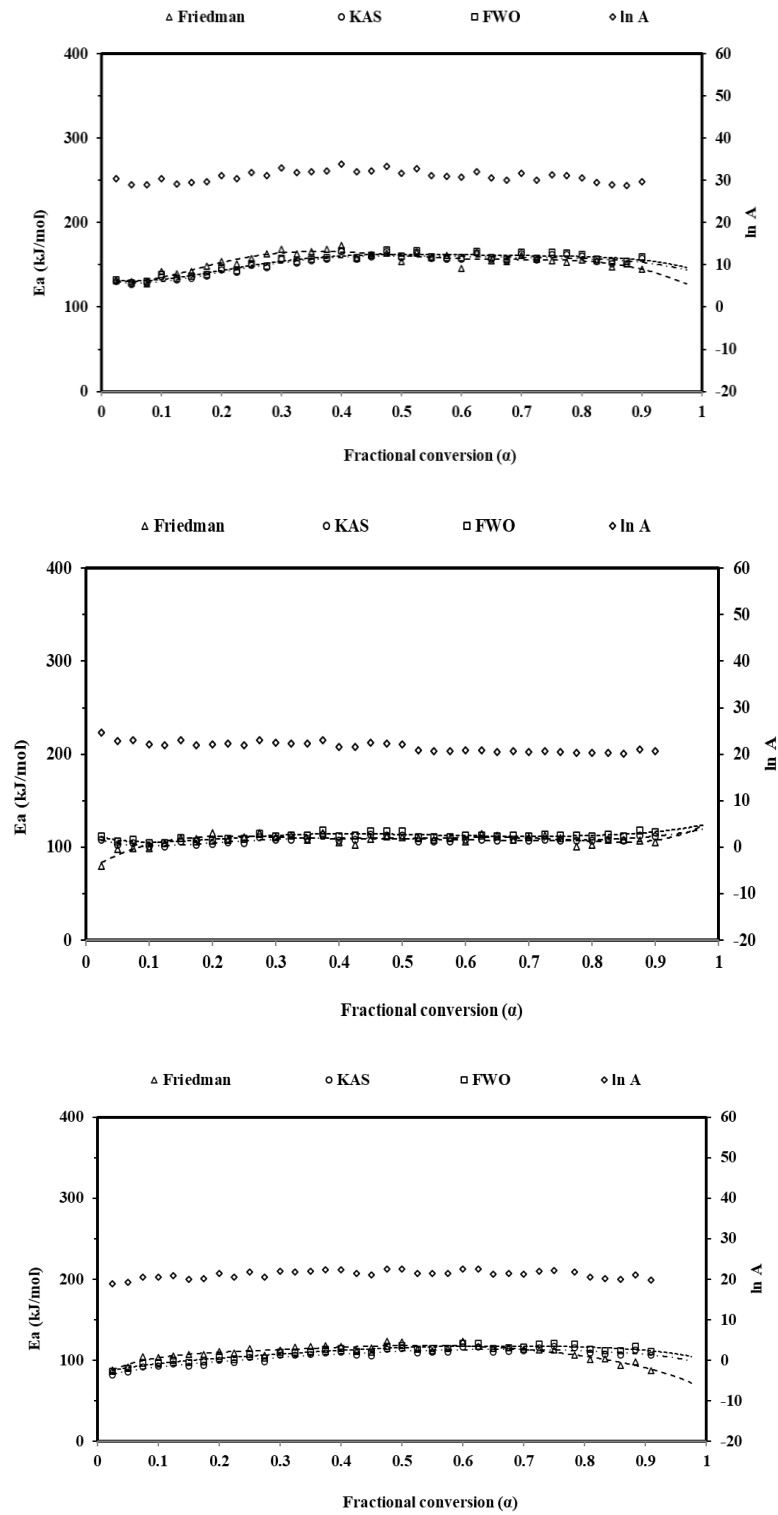 Friedman KAS FWO ln A
400 60
50
300 40
30
200 20
10
100 0
-10
0 -20
Ea (kJ/mol)
ln A
0 0.1 0.2 0.3 0.4 0.5 0.6 0.7 0.8 0.9 1
Fractional conversion (α)
Friedman KAS FWO ln A
400 60
50
300 40
30
200 20
10
100 0
-10
0 -20
Ea (kJ/mol)
ln A
0 0.1 0.2 0.3 0.4 0.5 0.6 0.7 0.8 0.9 1
Fractional conversion (α)
Friedman KAS FWO ln A
400 60
50
300 40
30
200 20
10
100 0
-10
0 -20
Ea (kJ/mol)
ln A
0 0.1 0.2 0.3 0.4 0.5 0.6 0.7 0.8 0.9 1
Fractional conversion (α)